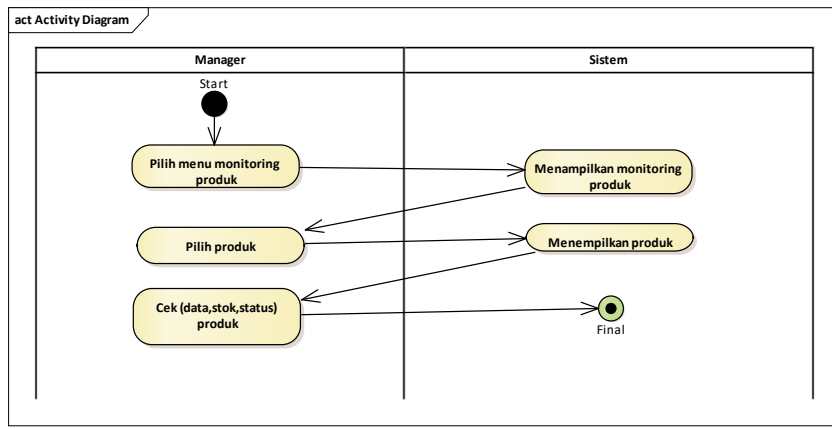 act Activity Diagram
Manager
Sistem
Start
Pilih menu monitoring
produk
Menampilkan monitoring
produk
Pilih produk
Menempilkan produk
Cek (data,stok,status)
produk
Final